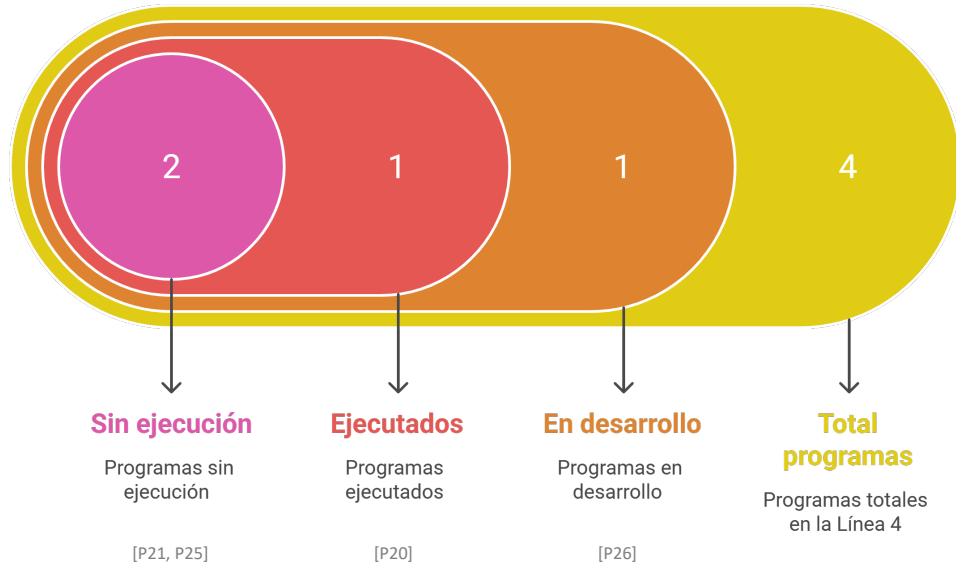 2
1
1
4
Sin ejecución
Programas sin
ejecución
[P21, P25]
Ejecutados
Programas
ejecutados
[P20]
En desarrollo
Programas en
desarrollo
[P26]
Total
programas
Programas totales
en la Línea 4